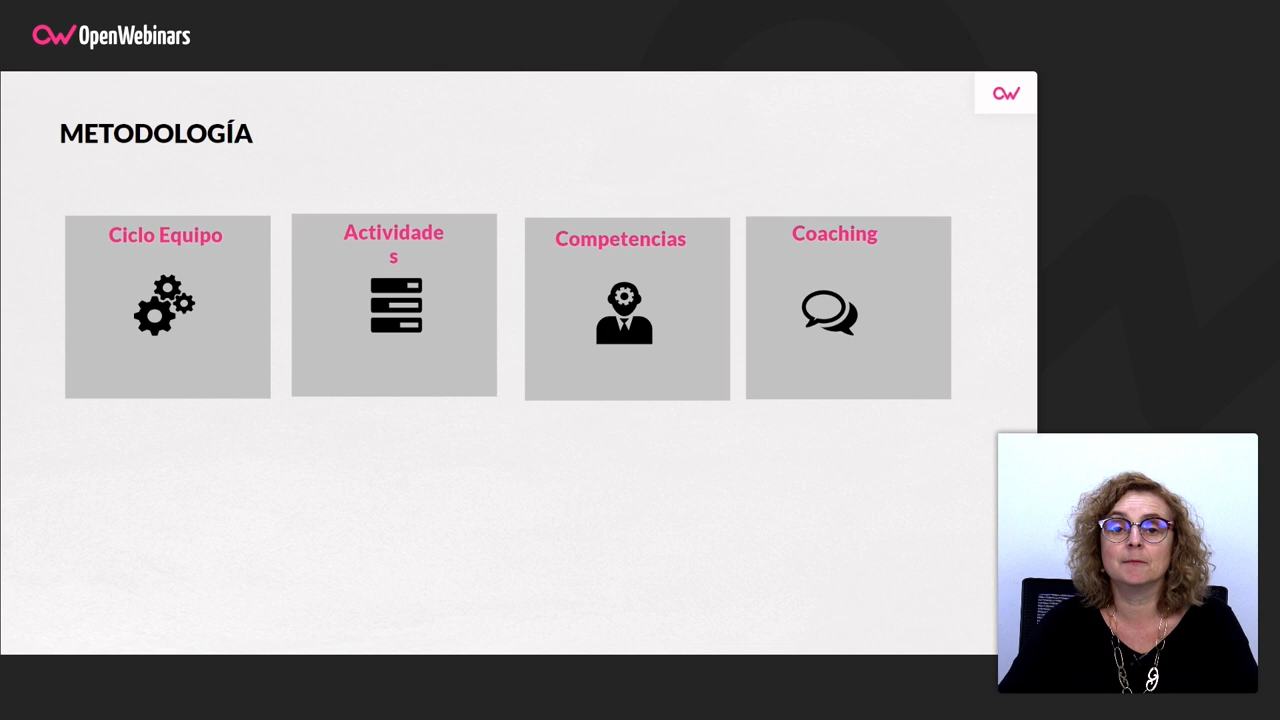 OpenWebinars
METODOLOGÍA
Ciclo Equipo
Actividade
s
Competencias
Coaching